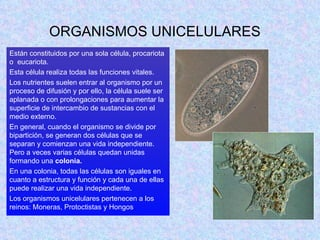 ORGANISMOS UNICELULARES
Están constituidos por una sola célula, procariota
o  eucariota.
Esta célula realiza todas las funciones vitales.
Los nutrientes suelen entrar al organismo por un
proceso de difusión y por ello, la célula suele ser
aplanada o con prolongaciones para aumentar la
superficie de intercambio de sustancias con el
medio externo.
En general, cuando el organismo se divide por
bipartición, se generan dos células que se
separan y comienzan una vida independiente.
Pero a veces varias células quedan unidas
formando una colonia.
En una colonia, todas las células son iguales en
cuanto a estructura y función y cada una de ellas
puede realizar una vida independiente.
Los organismos unicelulares pertenecen a los
reinos: Moneras, Protoctistas y Hongos